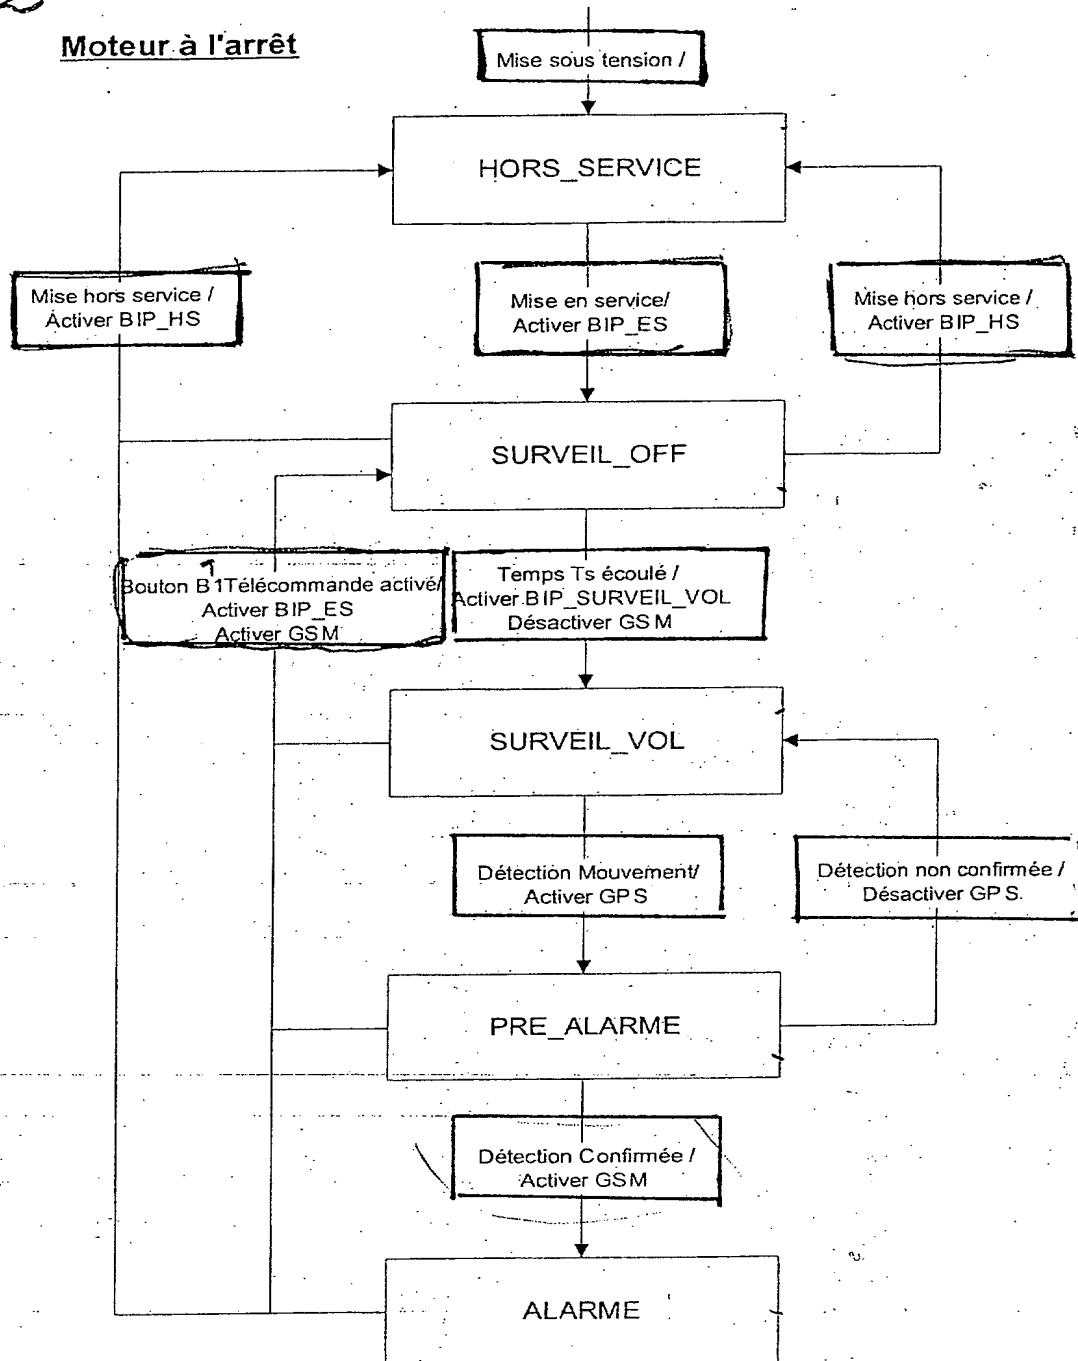 Moteur à l'arrêt
Mise sous tension /
HORS_SERVICE
Mise hors service /
Activer BIP_HS
Mise en service/
Activer BIP_ES
Mise hors service /
Activer BIP_HS
SURVEIL_OFF
Bouton B1Télécommande activé/
Activer BIP_ES
Activer GSM
Temps Ts écoulé /
Activer BIP_SURVEIL_VOL
Désactiver GSM
SURVEIL_VOL
Détection Mouvement/
Activer GPS
Détection non confirmée /
Désactiver GPS.
PRE_ALARME
Détection Confirmée /
Activer GSM
ALARME